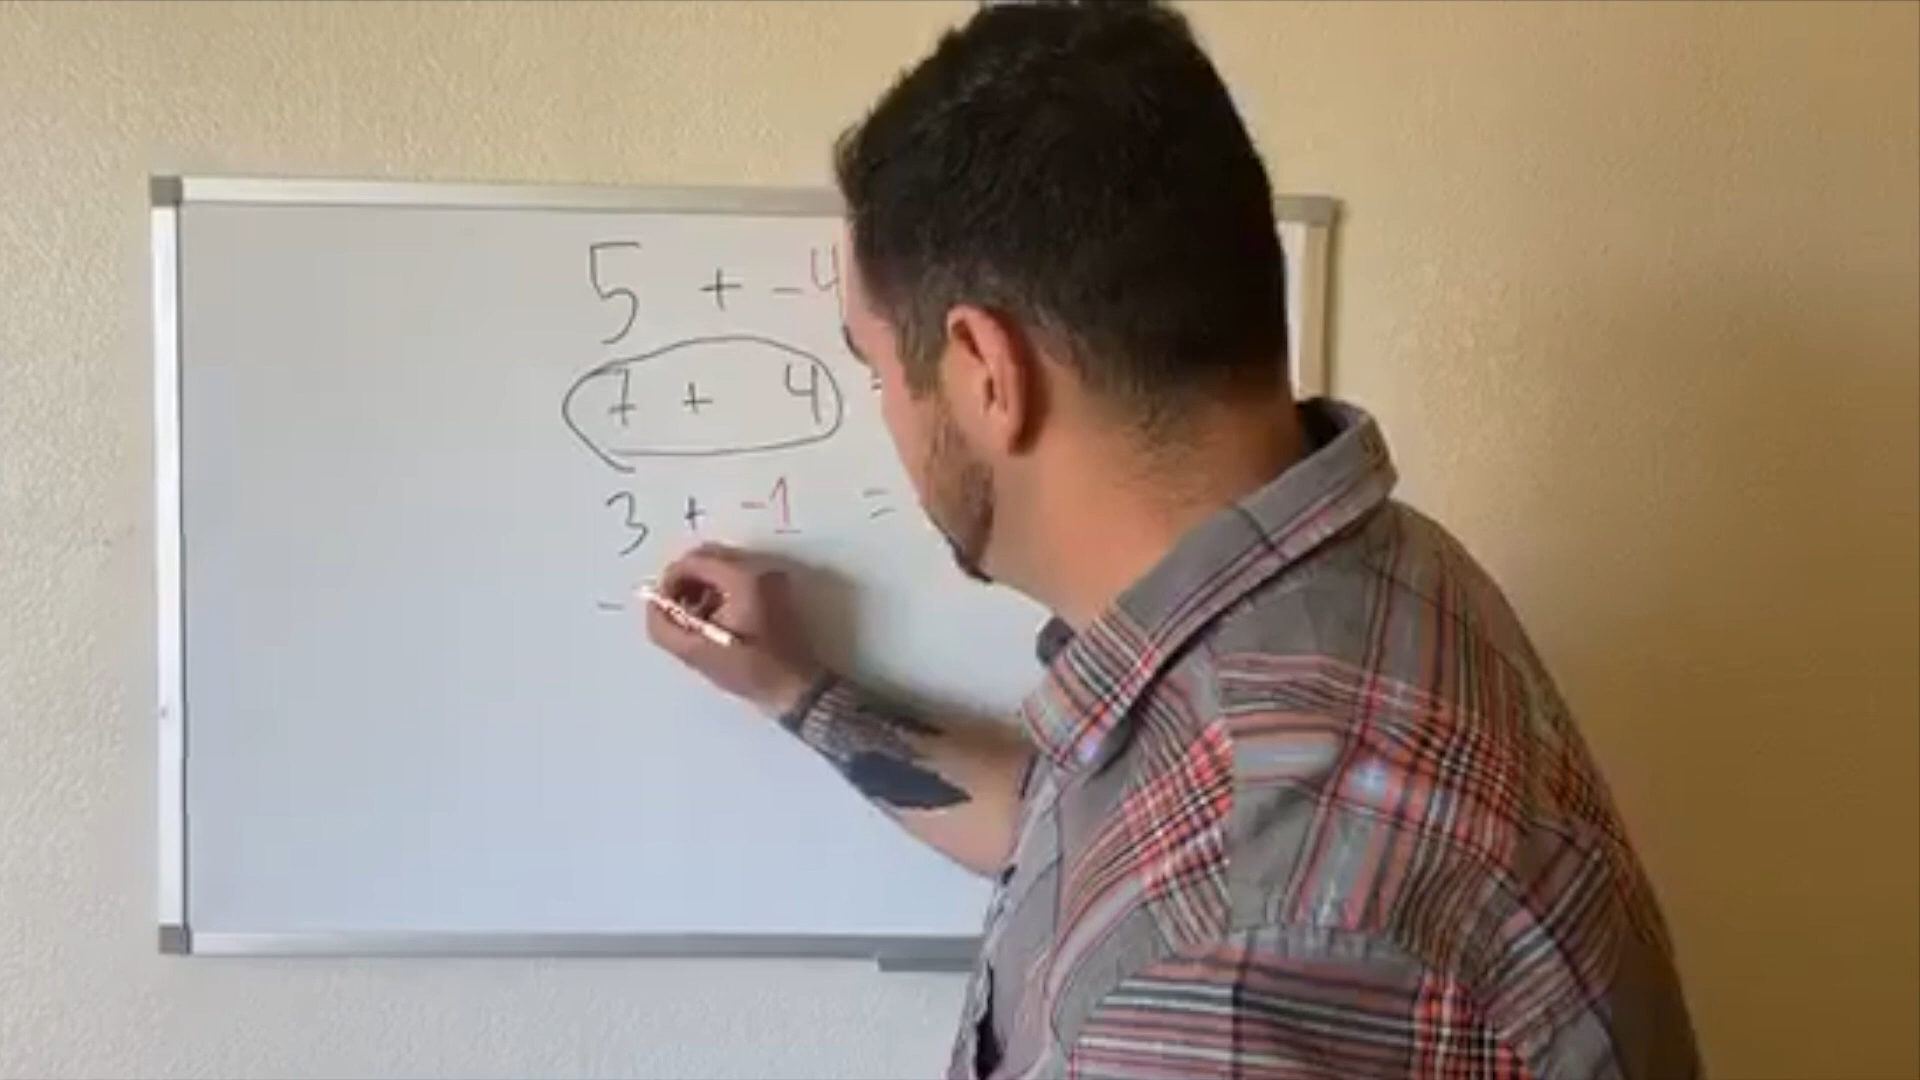 5 + -4
7 + 4 =
3 + -1 =
-